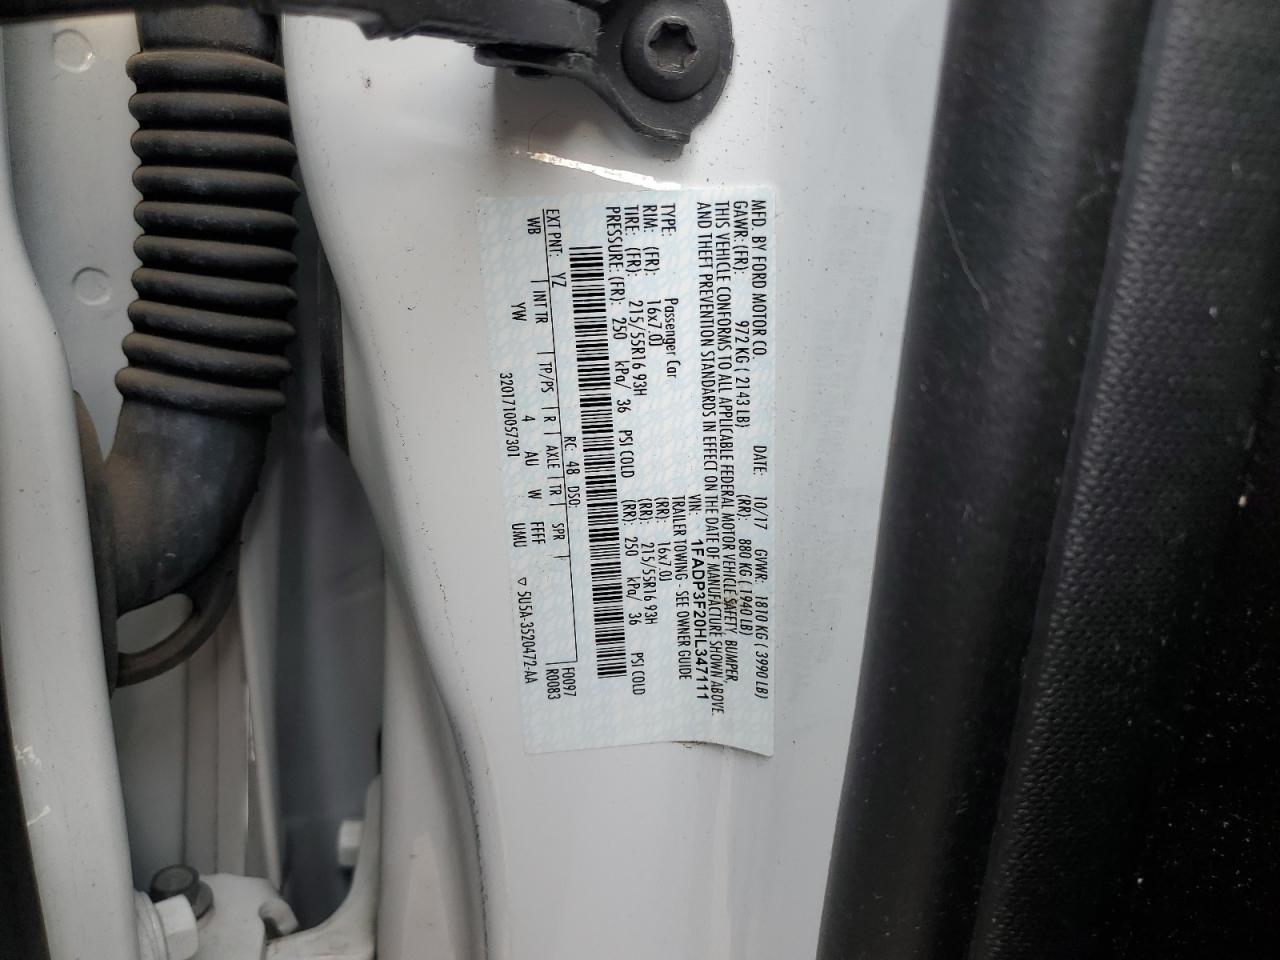 MFD. BY FORD MOTOR CO.
DATE: 10/17 GVWR: 1810 KG ( 3990 LB)
GAWR: (FR): 972 KG ( 2143 LB) (RR): 880 KG ( 1940 LB)
THIS VEHICLE CONFORMS TO ALL APPLICABLE FEDERAL MOTOR VEHICLE SAFETY, BUMPER,
AND THEFT PREVENTION STANDARDS IN EFFECT ON THE DATE OF MANUFACTURE SHOWN ABOVE.
VIN: 1FADP3F20HL347111
TYPE: Passenger Car TRAILER TOWING - SEE OWNER GUIDE
RIM: (FR): 16x7.0J (RR): 16x7.0J
TIRE: (FR): 215/55R16 93H (RR): 215/55R16 93H
PRESSURE: (FR): 250 kPa/ 36 PSI COLD (RR): 250 kPa/ 36 PSI COLD
RC: 48 DSO: F0097
EXT PNT: YZ R0083
WB INT TR TP/PS R AXLE TR SPR
YW 4 AU W FFFF
UMU
3201710057301 ▽ 5U5A-3520472-AA